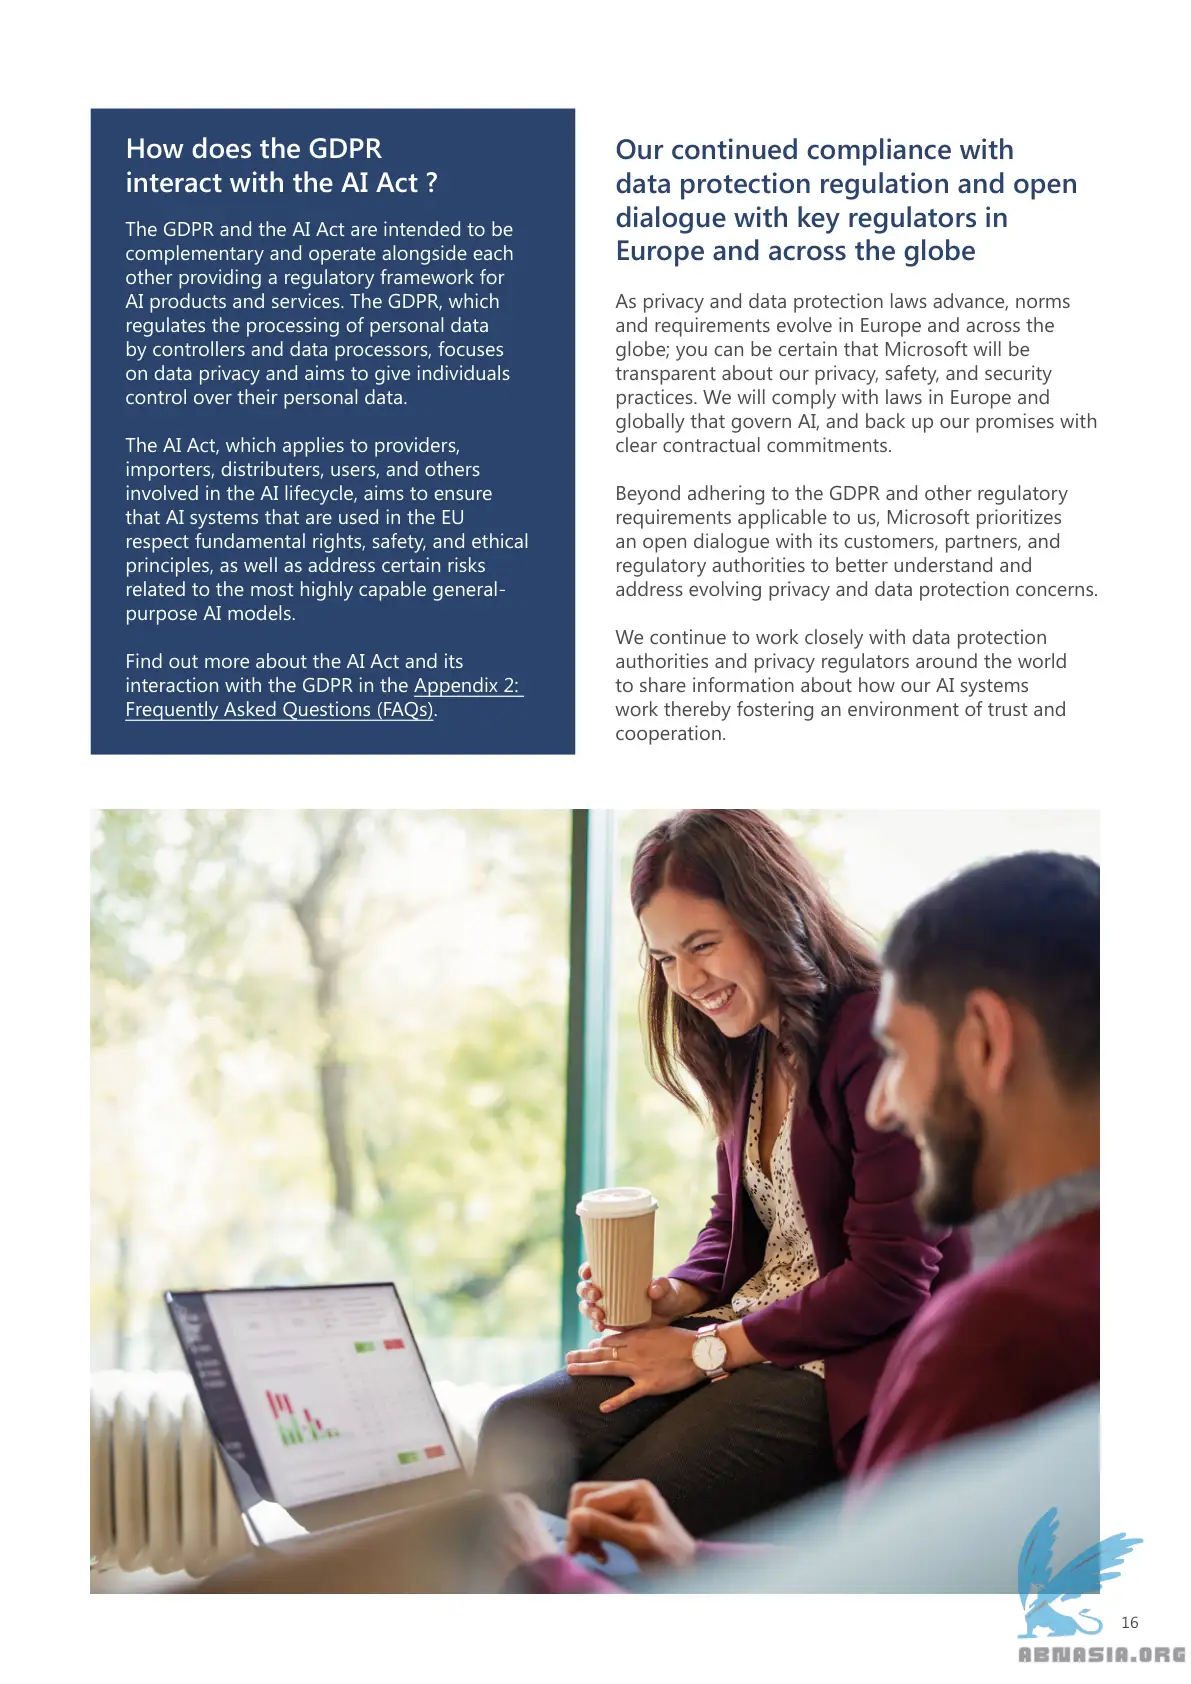 How does the GDPR
interact with the AI Act ?
The GDPR and the AI Act are intended to be
complementary and operate alongside each
other providing a regulatory framework for
AI products and services. The GDPR, which
regulates the processing of personal data
by controllers and data processors, focuses
on data privacy and aims to give individuals
control over their personal data.
The AI Act, which applies to providers,
importers, distributers, users, and others
involved in the AI lifecycle, aims to ensure
that AI systems that are used in the EU
respect fundamental rights, safety, and ethical
principles, as well as address certain risks
related to the most highly capable general-
purpose AI models.
Find out more about the AI Act and its
interaction with the GDPR in the Appendix 2:
Frequently Asked Questions (FAQs).
Our continued compliance with
data protection regulation and open
dialogue with key regulators in
Europe and across the globe
As privacy and data protection laws advance, norms
and requirements evolve in Europe and across the
globe; you can be certain that Microsoft will be
transparent about our privacy, safety, and security
practices. We will comply with laws in Europe and
globally that govern AI, and back up our promises with
clear contractual commitments.
Beyond adhering to the GDPR and other regulatory
requirements applicable to us, Microsoft prioritizes
an open dialogue with its customers, partners, and
regulatory authorities to better understand and
address evolving privacy and data protection concerns.
We continue to work closely with data protection
authorities and privacy regulators around the world
to share information about how our AI systems
work thereby fostering an environment of trust and
cooperation.
16
ABNASIA.ORG